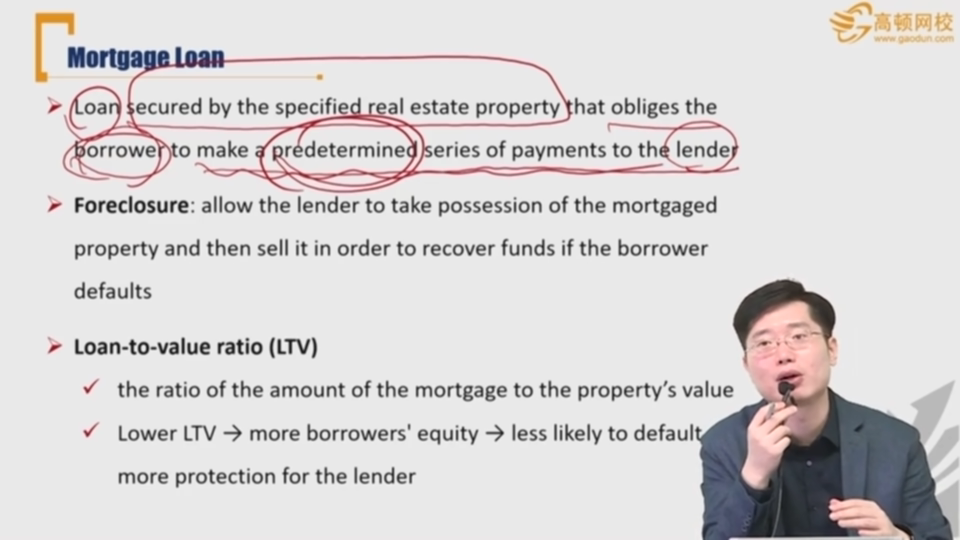 高顿网校
www.gaodun.com
Mortgage Loan
Loan secured by the specified real estate property that obliges the
borrower to make a predetermined series of payments to the lender
Foreclosure: allow the lender to take possession of the mortgaged
property and then sell it in order to recover funds if the borrower
defaults
Loan-to-value ratio (LTV)
the ratio of the amount of the mortgage to the property's value
Lower LTV → more borrowers' equity → less likely to default
more protection for the lender